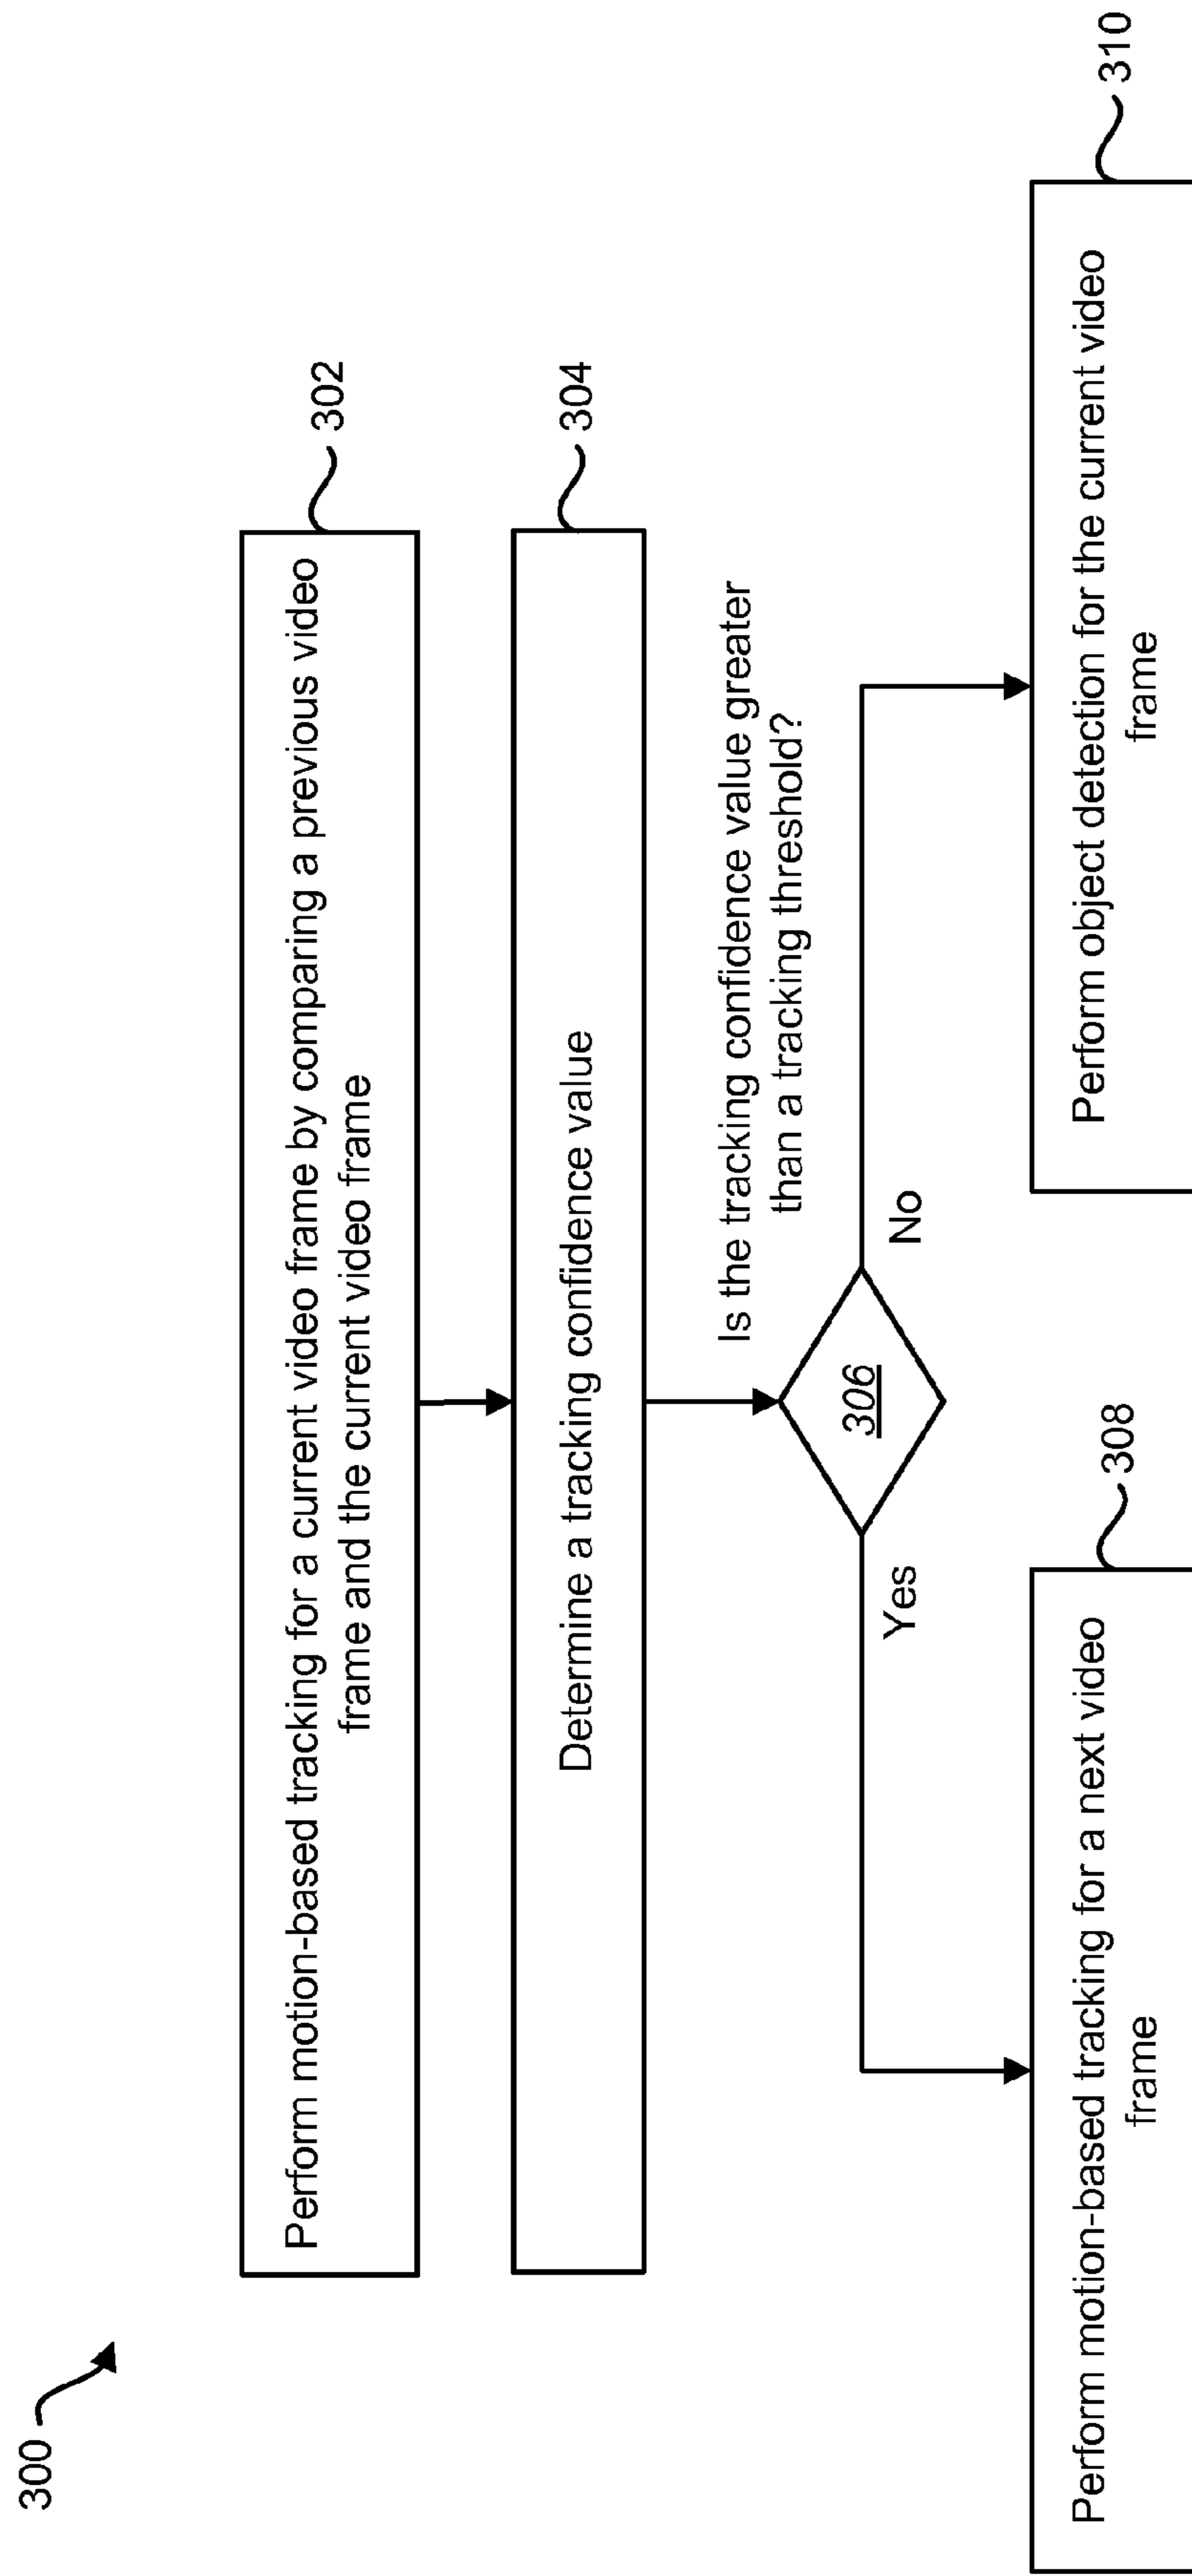 300
Perform motion-based tracking for a current video frame by comparing a previous video
frame and the current video frame
302
Determine a tracking confidence value
304
Is the tracking confidence value greater
than a tracking threshold?
306
Yes
No
Perform motion-based tracking for a next video
frame
308
Perform object detection for the current video
frame
310